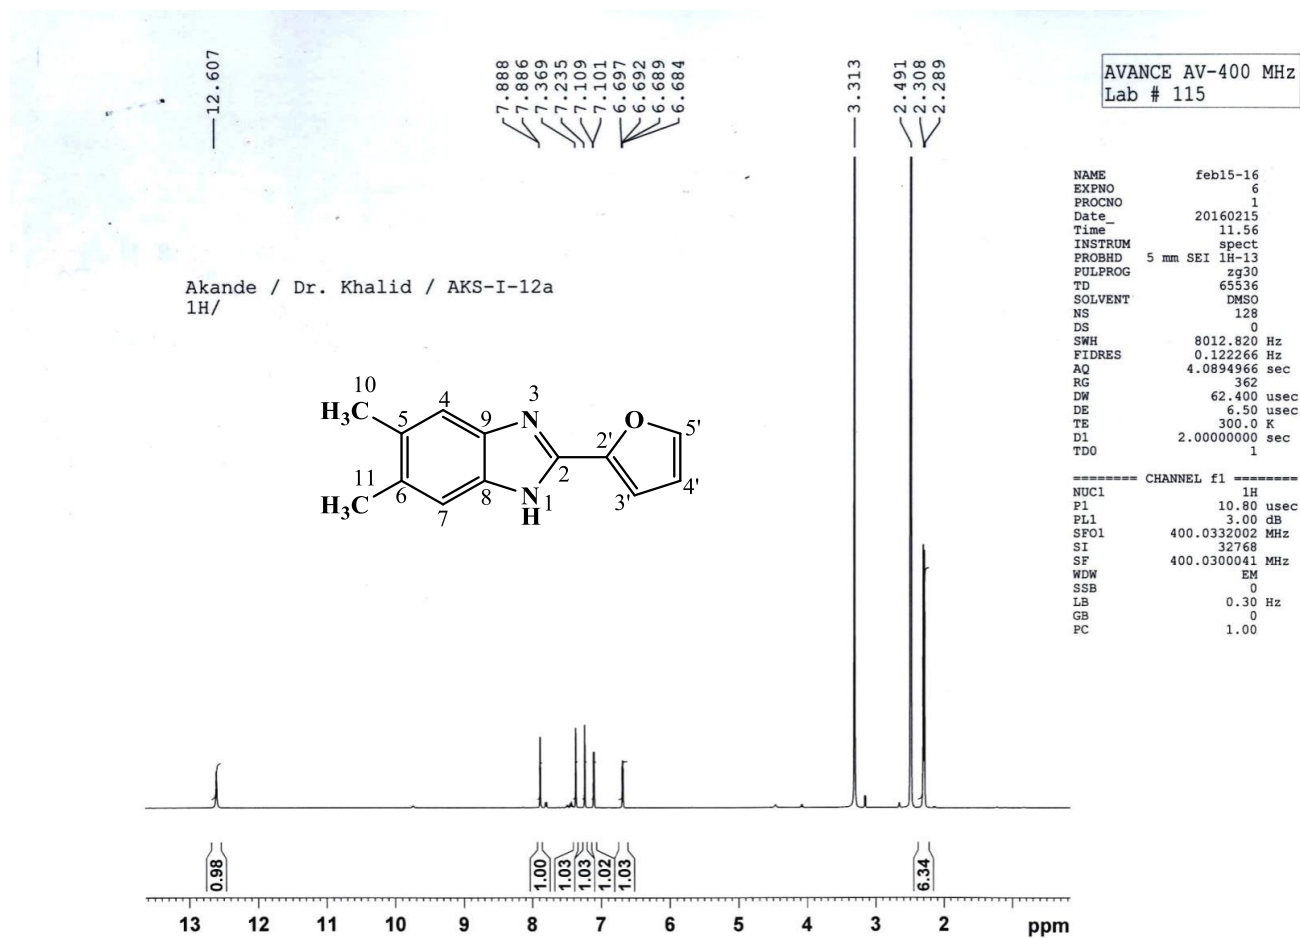 12.607
7.888
7.886
7.369
7.235
7.109
7.101
6.697
6.692
6.689
6.684
3.313
2.491
2.308
2.289
AVANCE AV-400 MHz
Lab # 115
Akande / Dr. Khalid / AKS-I-12a
1H/
NAME feb15-16
EXPNO 6
PROCNO 1
Date_ 20160215
Time 11.56
INSTRUM spect
PROBHD 5 mm SEI 1H-13
PULPROG zg30
TD 65536
SOLVENT DMSO
NS 128
DS 0
SWH 8012.820 Hz
FIDRES 0.122266 Hz
AQ 4.0894966 sec
RG 362
DW 62.400 usec
DE 6.50 usec
TE 300.0 K
D1 2.00000000 sec
TD0 1
======== CHANNEL f1 ========
NUC1 1H
P1 10.80 usec
PL1 3.00 dB
SFO1 400.0332002 MHz
SI 32768
SF 400.0300041 MHz
WDW EM
SSB 0
LB 0.30 Hz
GB 0
PC 1.00
10
H₃C
5
4
9
N
3
2
2'
O
5'
4'
3'
11
H₃C
6
7
8
N
H
1
0.98
1.00
1.03
1.03
1.02
1.03
6.34
13 12 11 10 9 8 7 6 5 4 3 2 ppm